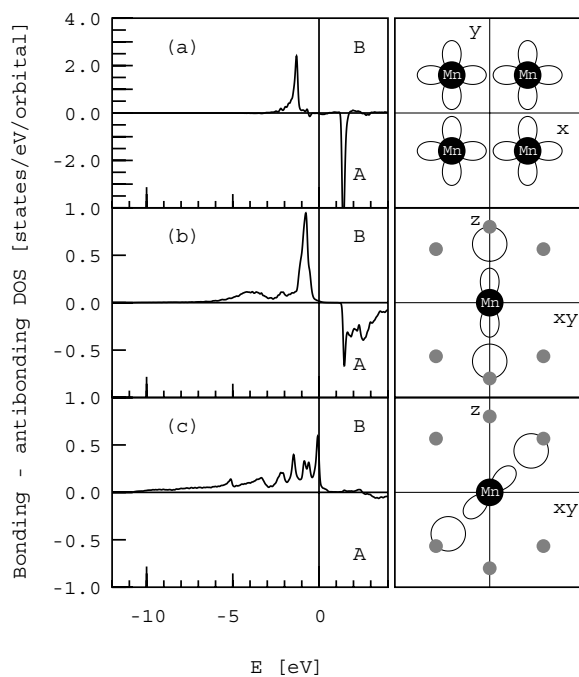 Bonding - antibonding DOS [states/eV/orbital]
4.0
2.0
0.0
-2.0
(a)
B
A
y
x
Mn
Mn
Mn
Mn
1.0
0.5
0.0
-0.5
(b)
B
A
z
xy
Mn
1.0
0.5
0.0
-0.5
-1.0
(c)
B
A
z
xy
Mn
-10
-5
0
E [eV]